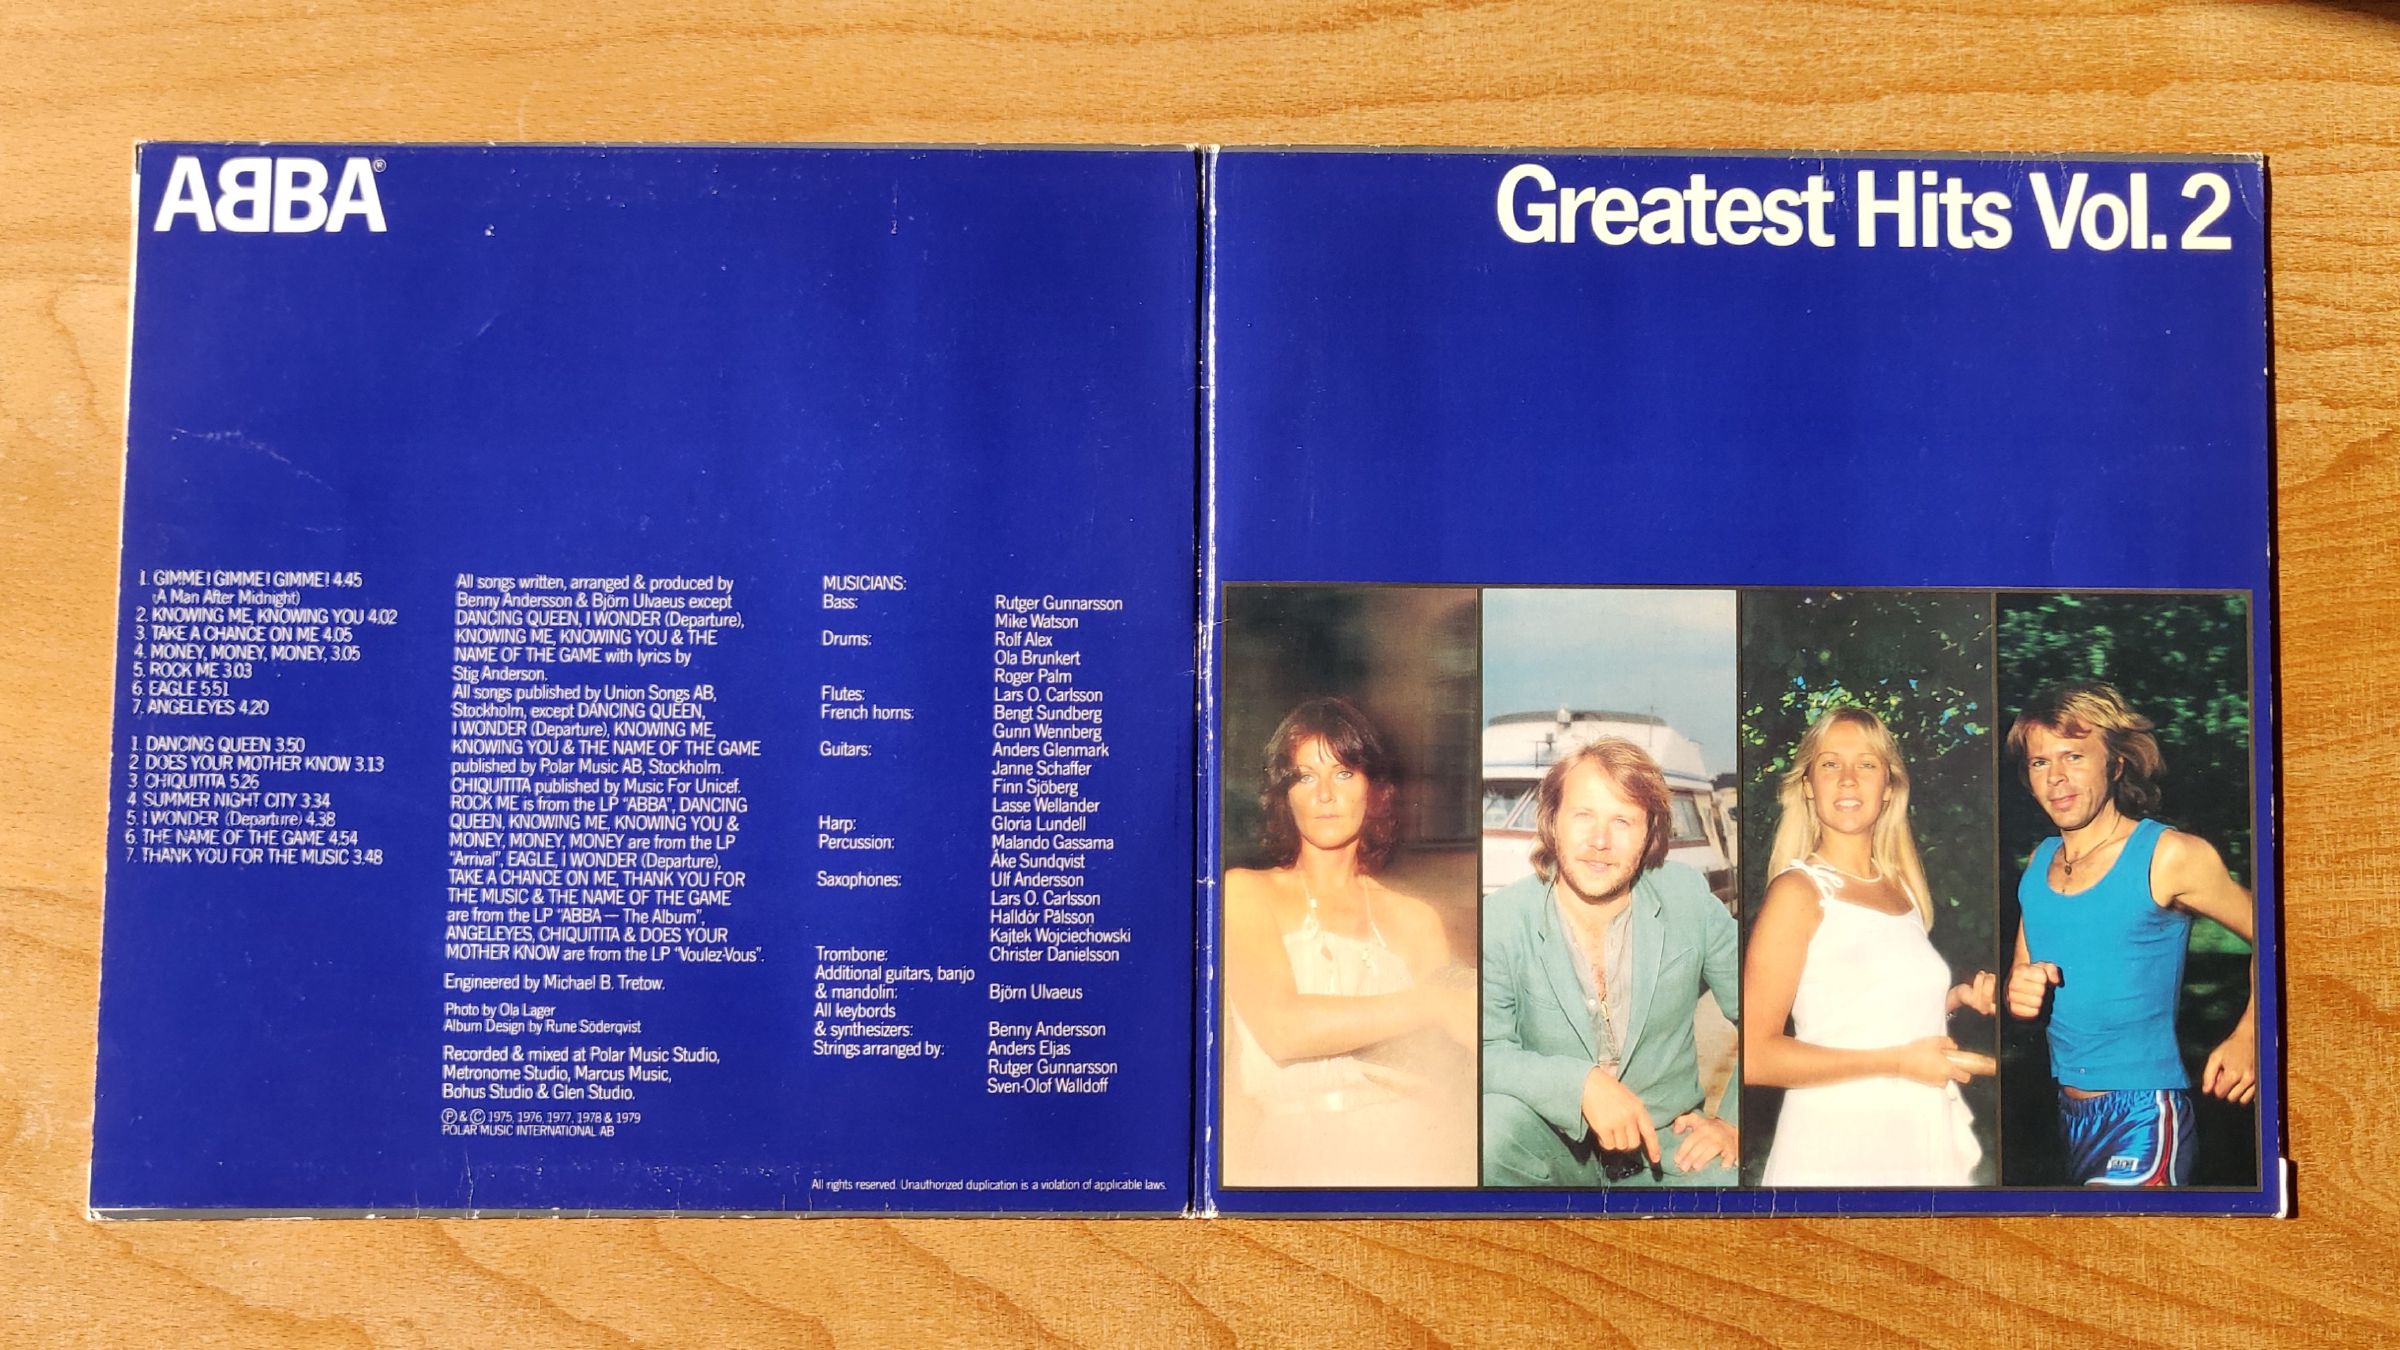 ABBA®
Greatest Hits Vol. 2
1. GIMME! GIMME! GIMME! 4.45
(A Man After Midnight)
2. KNOWING ME, KNOWING YOU 4.02
3. TAKE A CHANCE ON ME 4.05
4. MONEY, MONEY, MONEY, 3.05
5. ROCK ME 3.03
6. EAGLE 5.51
7. ANGELEYES 4.20
1. DANCING QUEEN 3.50
2. DOES YOUR MOTHER KNOW 3.13
3. CHIQUITITA 5.26
4. SUMMER NIGHT CITY 3.34
5. I WONDER (Departure) 4.38
6. THE NAME OF THE GAME 4.54
7. THANK YOU FOR THE MUSIC 3.48
All songs written, arranged & produced by
Benny Andersson & Björn Ulvaeus except
DANCING QUEEN, I WONDER (Departure),
KNOWING ME, KNOWING YOU & THE
NAME OF THE GAME with lyrics by
Stig Anderson.
All songs published by Union Songs AB,
Stockholm, except DANCING QUEEN,
I WONDER (Departure), KNOWING ME,
KNOWING YOU & THE NAME OF THE GAME
published by Polar Music AB, Stockholm.
CHIQUITITA published by Music For Unicef.
ROCK ME is from the LP "ABBA", DANCING
QUEEN, KNOWING ME, KNOWING YOU &
MONEY, MONEY, MONEY are from the LP
"Arrival", EAGLE, I WONDER (Departure),
TAKE A CHANCE ON ME, THANK YOU FOR
THE MUSIC & THE NAME OF THE GAME
are from the LP "ABBA — The Album",
ANGELEYES, CHIQUITITA & DOES YOUR
MOTHER KNOW are from the LP "Voulez-Vous".
Engineered by Michael B. Tretow.
Photo by Ola Lager
Album Design by Rune Söderqvist
Recorded & mixed at Polar Music Studio,
Metronome Studio, Marcus Music,
Bohus Studio & Glen Studio.
Ⓟ & © 1975, 1976, 1977, 1978 & 1979
POLAR MUSIC INTERNATIONAL AB
MUSICIANS:
Bass: Rutger Gunnarsson
Mike Watson
Drums: Rolf Alex
Ola Brunkert
Roger Palm
Flutes: Lars O. Carlsson
French horns: Bengt Sundberg
Gunn Wennberg
Guitars: Anders Glenmark
Janne Schaffer
Finn Sjöberg
Lasse Wellander
Harp: Gloria Lundell
Percussion: Malando Gassama
Åke Sundqvist
Saxophones: Ulf Andersson
Lars O. Carlsson
Halldór Pálsson
Kajtek Wojciechowski
Trombone: Christer Danielsson
Additional guitars, banjo
& mandolin: Björn Ulvaeus
All keybords
& synthesizers: Benny Andersson
Strings arranged by: Anders Eljas
Rutger Gunnarsson
Sven-Olof Walldoff
All rights reserved. Unauthorized duplication is a violation of applicable laws.